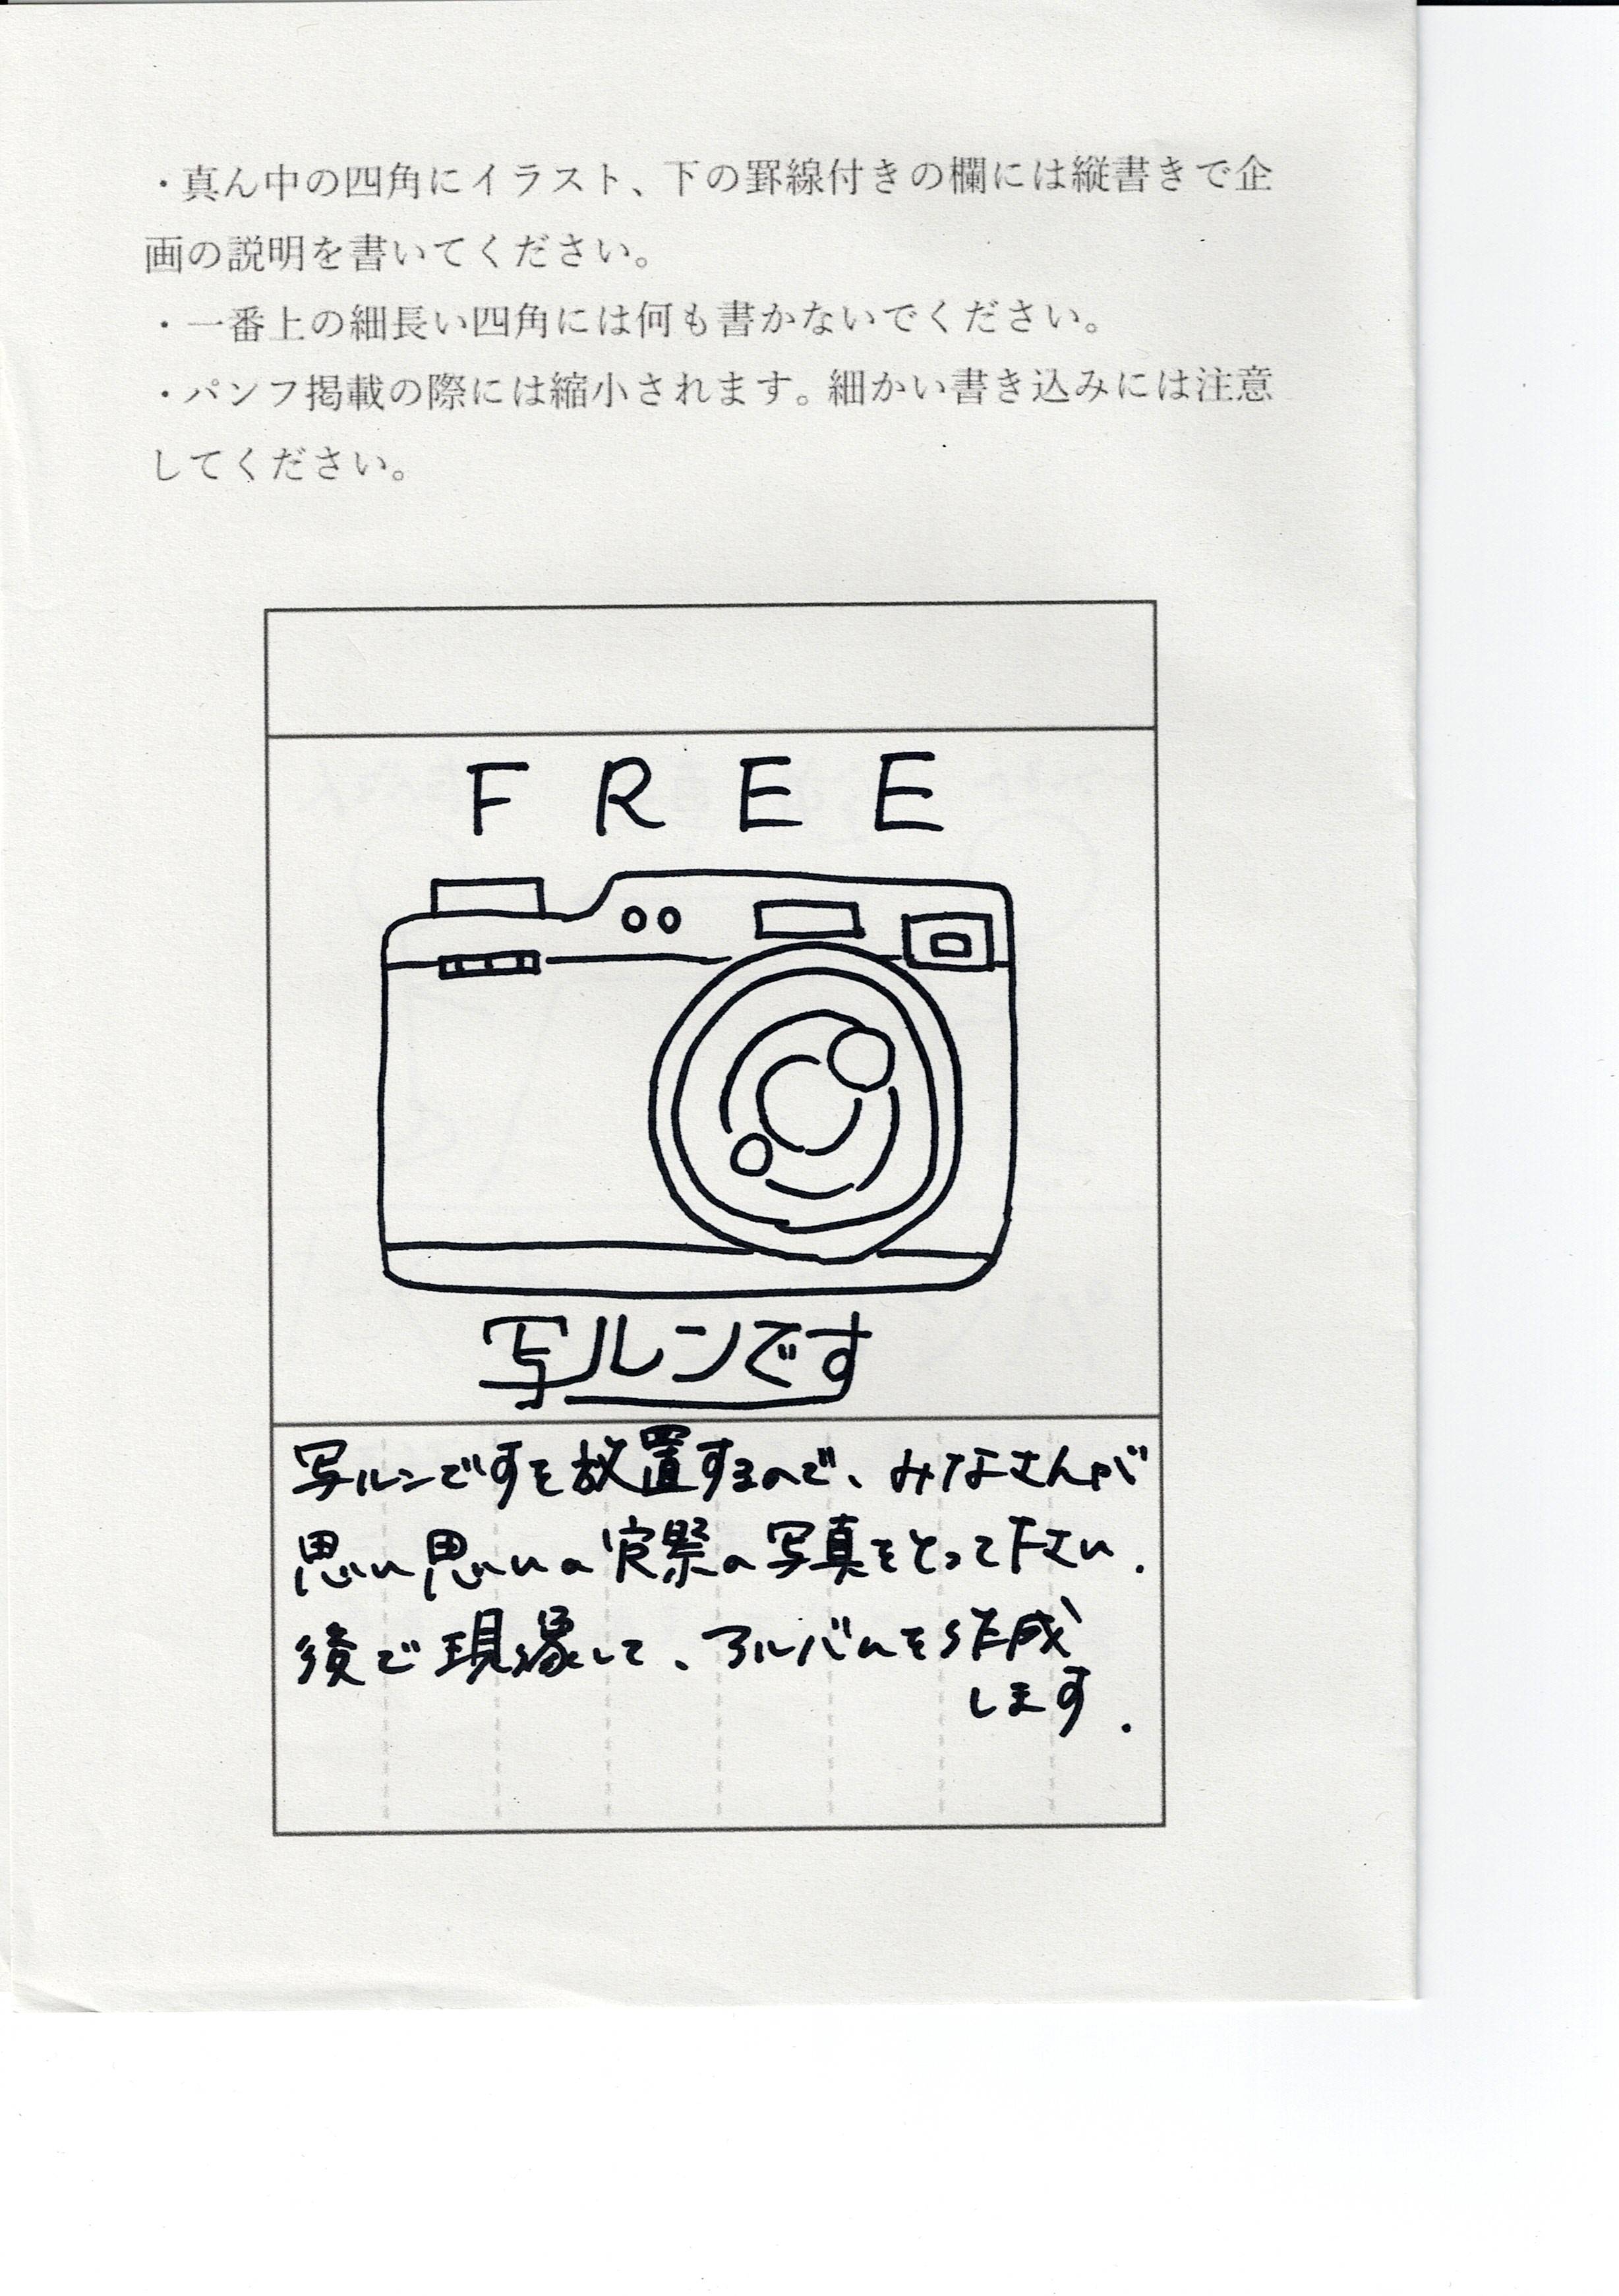 ・真ん中の四角にイラスト、下の罫線付きの欄には縦書きで企
画の説明を書いてください。
・一番上の細長い四角には何も書かないでください。
・パンフ掲載の際には縮小されます。細かい書き込みには注意
してください。
FREE
写ルンです
写ルンですを放置するので、みなさんが
思い思いの宿祭の写真をとって下さい.
後で現像して、アルバムを作成
します.